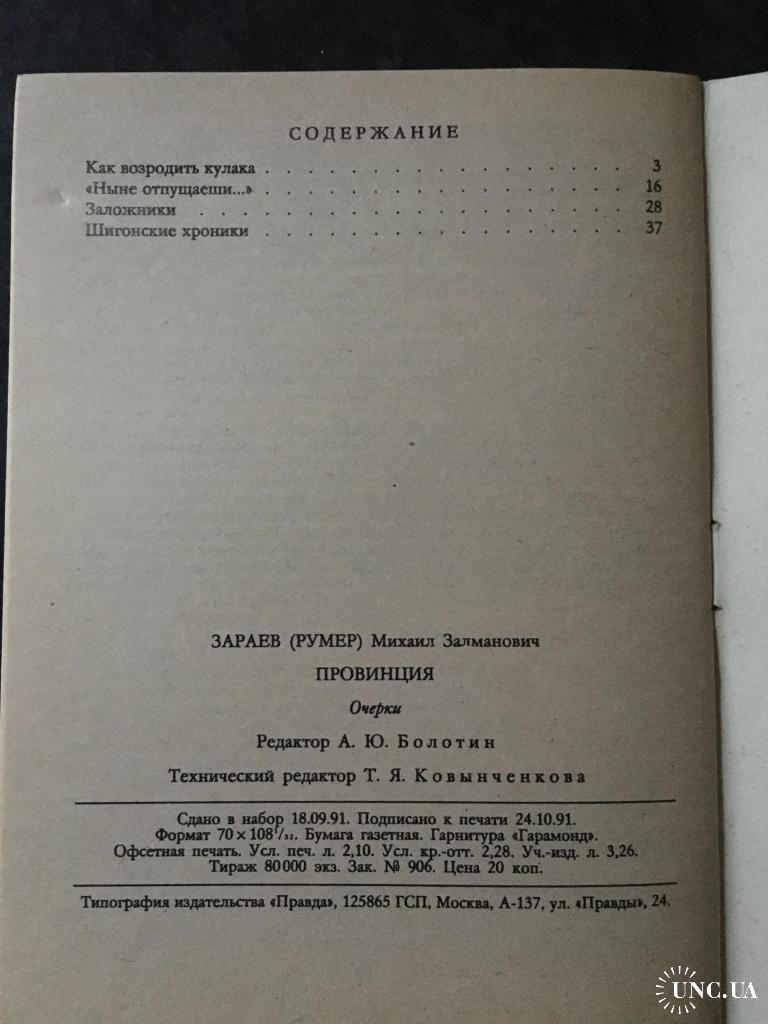 СОДЕРЖАНИЕ
Как возродить кулака . . . . . . . . . . . . . . . . . 3
«Ныне отпущаеши...» . . . . . . . . . . . . . . . . . 16
Заложники . . . . . . . . . . . . . . . . . . . . 28
Шигонские хроники . . . . . . . . . . . . . . . . . 37
ЗАРАЕВ (РУМЕР) Михаил Залманович
ПРОВИНЦИЯ
Очерки
Редактор А. Ю. Болотин
Технический редактор Т. Я. Ковынченкова
Сдано в набор 18.09.91. Подписано к печати 24.10.91.
Формат 70 × 108¹/₃₂. Бумага газетная. Гарнитура «Гарамонд».
Офсетная печать. Усл. печ. л. 2,10. Усл. кр.-отт. 2,28. Уч.-изд. л. 3,26.
Тираж 80 000 экз. Зак. № 906. Цена 20 коп.
Типография издательства «Правда», 125865 ГСП, Москва, А-137, ул. «Правды», 24.
UNC.UA